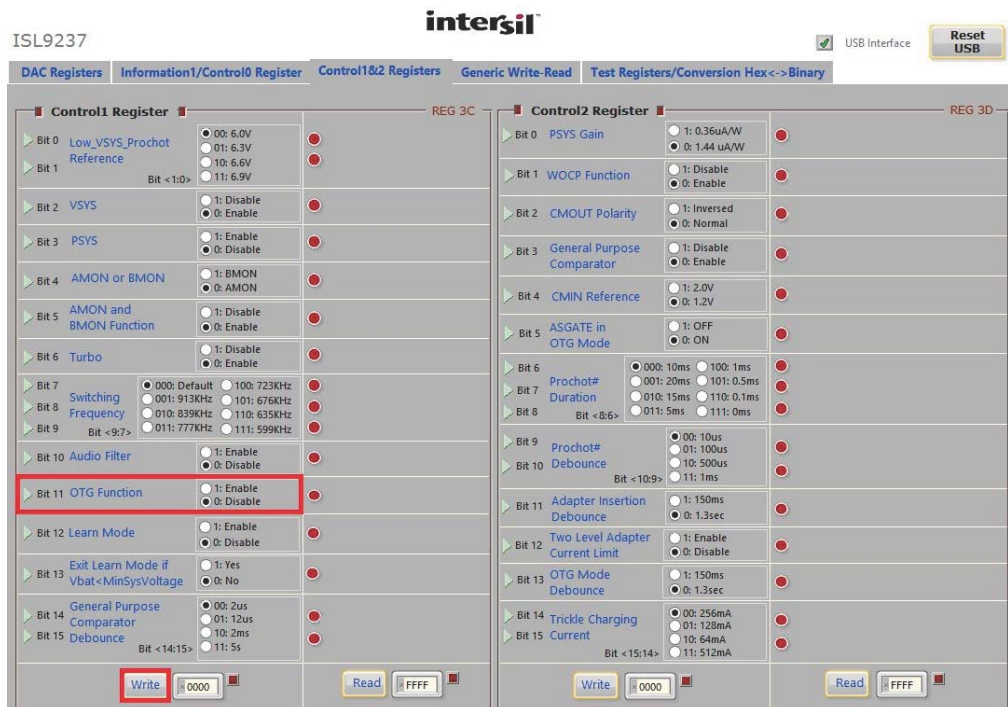 intersil™
ISL9237
USB Interface
Reset USB
DAC Registers Information1/Control0 Register Control1&2 Registers Generic Write-Read Test Registers/Conversion Hex<->Binary
Control1 Register REG 3C
Bit 0 Low_VSYS_Prochot
Reference
Bit 1
Bit <1:0>
00: 6.0V
01: 6.3V
10: 6.6V
11: 6.9V
Bit 2 VSYS
1: Disable
0: Enable
Bit 3 PSYS
1: Enable
0: Disable
Bit 4 AMON or BMON
1: BMON
0: AMON
Bit 5 AMON and
BMON Function
1: Disable
0: Enable
Bit 6 Turbo
1: Disable
0: Enable
Bit 7
Bit 8 Switching
Frequency
Bit 9 Bit <9:7>
000: Default 100: 723KHz
001: 913KHz 101: 676KHz
010: 839KHz 110: 635KHz
011: 777KHz 111: 599KHz
Bit 10 Audio Filter
1: Enable
0: Disable
Bit 11 OTG Function
1: Enable
0: Disable
Bit 12 Learn Mode
1: Enable
0: Disable
Bit 13 Exit Learn Mode if
Vbat<MinSysVoltage
1: Yes
0: No
Bit 14 General Purpose
Comparator
Bit 15 Debounce
Bit <14:15>
00: 2us
01: 12us
10: 2ms
11: 5s
Write x 0000 Read x FFFF
Control2 Register REG 3D
Bit 0 PSYS Gain
1: 0.36uA/W
0: 1.44 uA/W
Bit 1 WOCP Function
1: Disable
0: Enable
Bit 2 CMOUT Polarity
1: Inversed
0: Normal
Bit 3 General Purpose
Comparator
1: Disable
0: Enable
Bit 4 CMIN Reference
1: 2.0V
0: 1.2V
Bit 5 ASGATE in
OTG Mode
1: OFF
0: ON
Bit 6
Bit 7 Prochot#
Duration
Bit 8 Bit <8:6>
000: 10ms 100: 1ms
001: 20ms 101: 0.5ms
010: 15ms 110: 0.1ms
011: 5ms 111: 0ms
Bit 9 Prochot#
Bit 10 Debounce
Bit <10:9>
00: 10us
01: 100us
10: 500us
11: 1ms
Bit 11 Adapter Insertion
Debounce
1: 150ms
0: 1.3sec
Bit 12 Two Level Adapter
Current Limit
1: Enable
0: Disable
Bit 13 OTG Mode
Debounce
1: 150ms
0: 1.3sec
Bit 14 Trickle Charging
Bit 15 Current
Bit <15:14>
00: 256mA
01: 128mA
10: 64mA
11: 512mA
Write x 0000 Read x FFFF